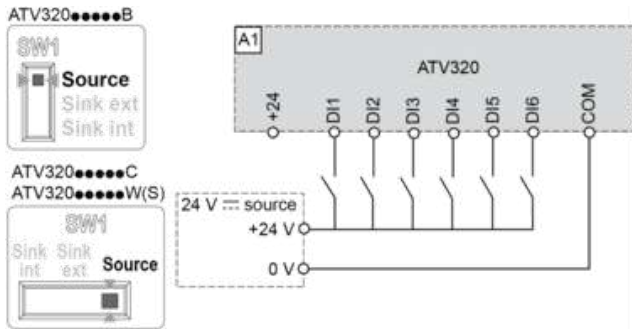 ATV320●●●●●B
SW1
Source
Sink ext
Sink int
A1
ATV320
+24
DI1
DI2
DI3
DI4
DI5
DI6
COM
ATV320●●●●●C
ATV320●●●●●W(S)
SW1
Sink int
Sink ext
Source
24 V ⎓ source
+24 V
0 V